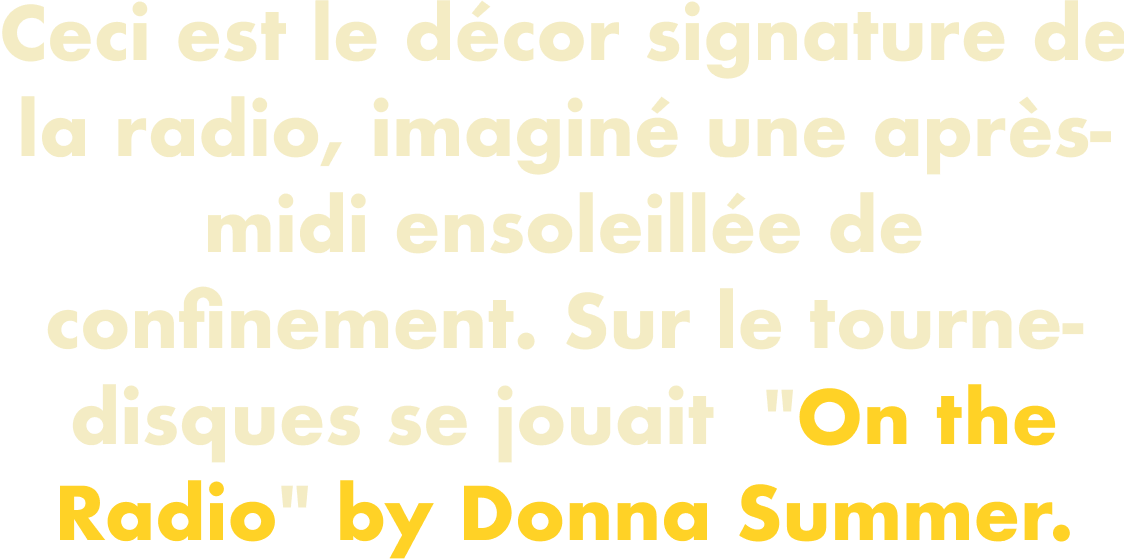 Ceci est le décor signature de
la radio, imaginé une après-
midi ensoleillée de
confinement. Sur le tourne-
disques se jouait  "On the
Radio" by Donna Summer.